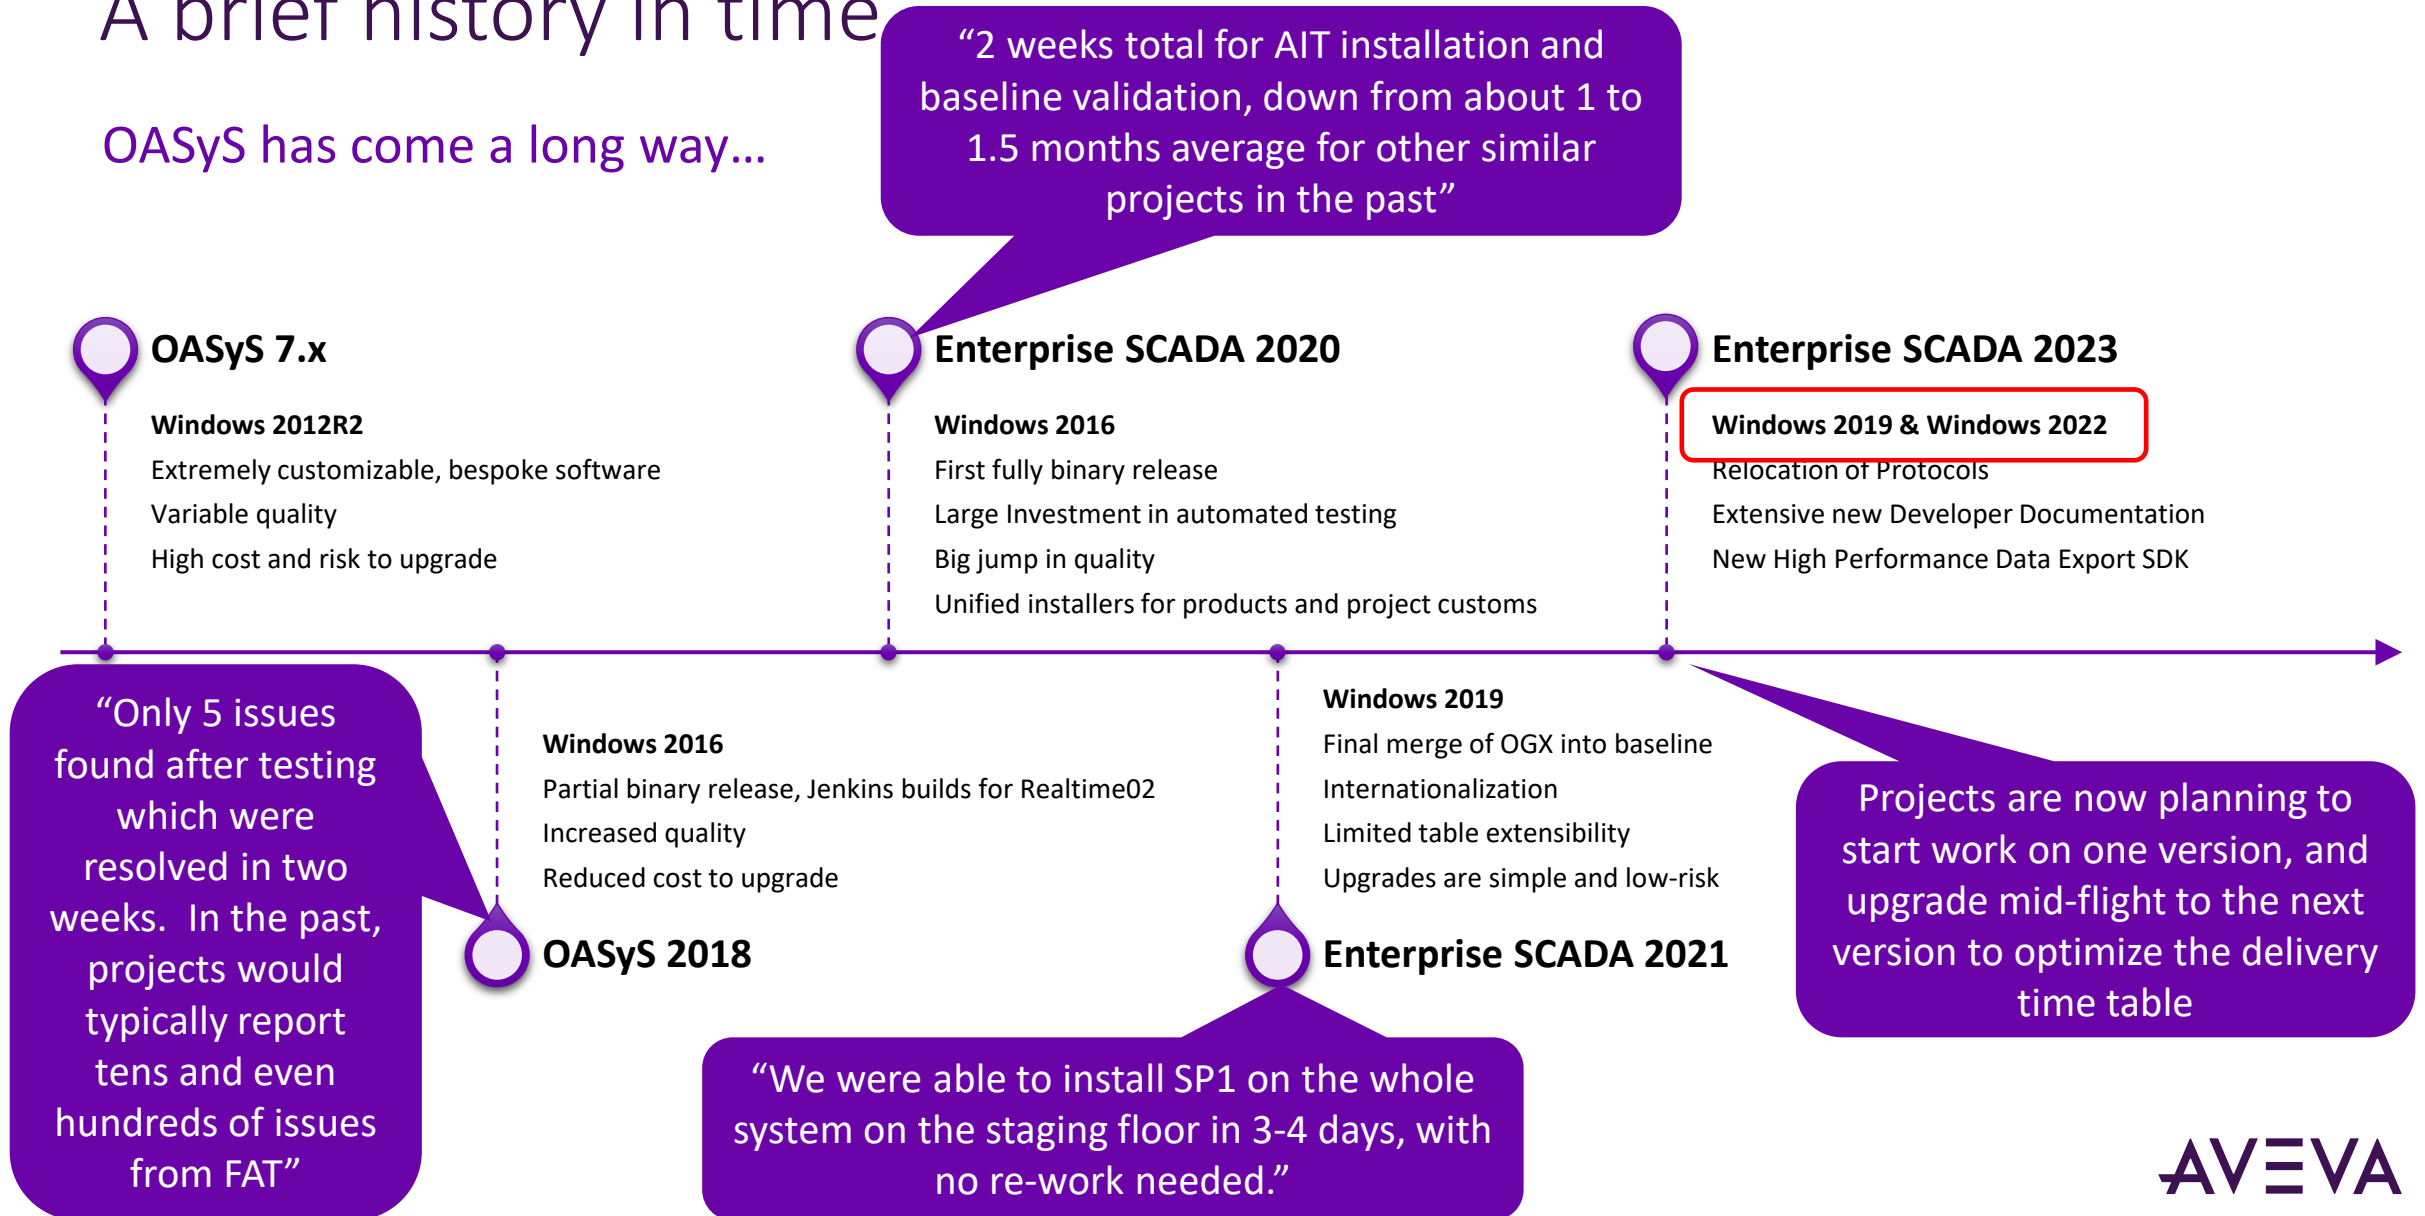 A brief history in time
OASyS has come a long way...
“2 weeks total for AIT installation and
baseline validation, down from about 1 to
1.5 months average for other similar
projects in the past”
OASyS 7.x
Windows 2012R2
Extremely customizable, bespoke software
Variable quality
High cost and risk to upgrade
Enterprise SCADA 2020
Windows 2016
First fully binary release
Large Investment in automated testing
Big jump in quality
Unified installers for products and project customs
Enterprise SCADA 2023
Windows 2019 & Windows 2022
Relocation of Protocols
Extensive new Developer Documentation
New High Performance Data Export SDK
“Only 5 issues
found after testing
which were
resolved in two
weeks.  In the past,
projects would
typically report
tens and even
hundreds of issues
from FAT”
Windows 2016
Partial binary release, Jenkins builds for Realtime02
Increased quality
Reduced cost to upgrade
OASyS 2018
Windows 2019
Final merge of OGX into baseline
Internationalization
Limited table extensibility
Upgrades are simple and low-risk
Enterprise SCADA 2021
“We were able to install SP1 on the whole
system on the staging floor in 3-4 days, with
no re-work needed.”
Projects are now planning to
start work on one version, and
upgrade mid-flight to the next
version to optimize the delivery
time table
AVEVA